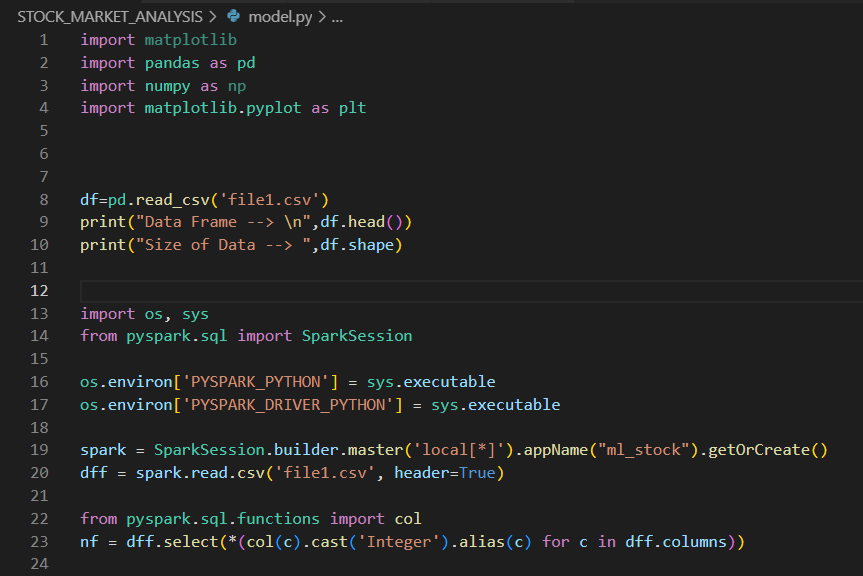 STOCK_MARKET_ANALYSIS > model.py > ...
1 import matplotlib
2 import pandas as pd
3 import numpy as np
4 import matplotlib.pyplot as plt
5
6
7
8 df=pd.read_csv('file1.csv')
9 print("Data Frame --> \n",df.head())
10 print("Size of Data --> ",df.shape)
11
12
13 import os, sys
14 from pyspark.sql import SparkSession
15
16 os.environ['PYSPARK_PYTHON'] = sys.executable
17 os.environ['PYSPARK_DRIVER_PYTHON'] = sys.executable
18
19 spark = SparkSession.builder.master('local[*]').appName("ml_stock").getOrCreate()
20 dff = spark.read.csv('file1.csv', header=True)
21
22 from pyspark.sql.functions import col
23 nf = dff.select(*(col(c).cast('Integer').alias(c) for c in dff.columns))
24